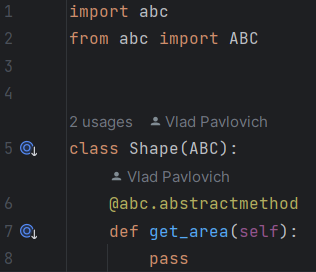 1 import abc
2 from abc import ABC
3
4
2 usages Vlad Pavlovich
5 class Shape(ABC):
Vlad Pavlovich
6 @abc.abstractmethod
7 def get_area(self):
8 pass